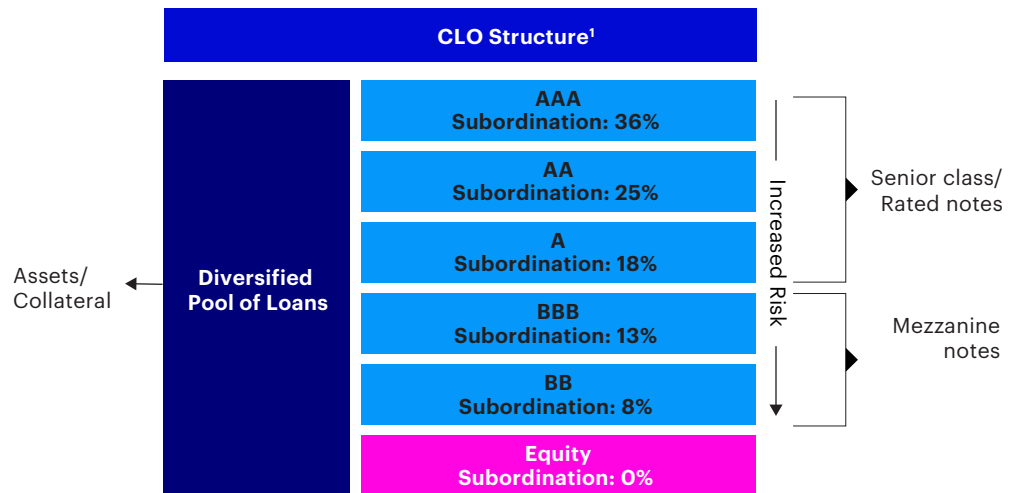 CLO Structure¹
AAA
Subordination: 36%
AA
Subordination: 25%
A
Subordination: 18%
BBB
Subordination: 13%
BB
Subordination: 8%
Equity
Subordination: 0%
Diversified
Pool of Loans
Assets/
Collateral
Increased Risk
Senior class/
Rated notes
Mezzanine
notes